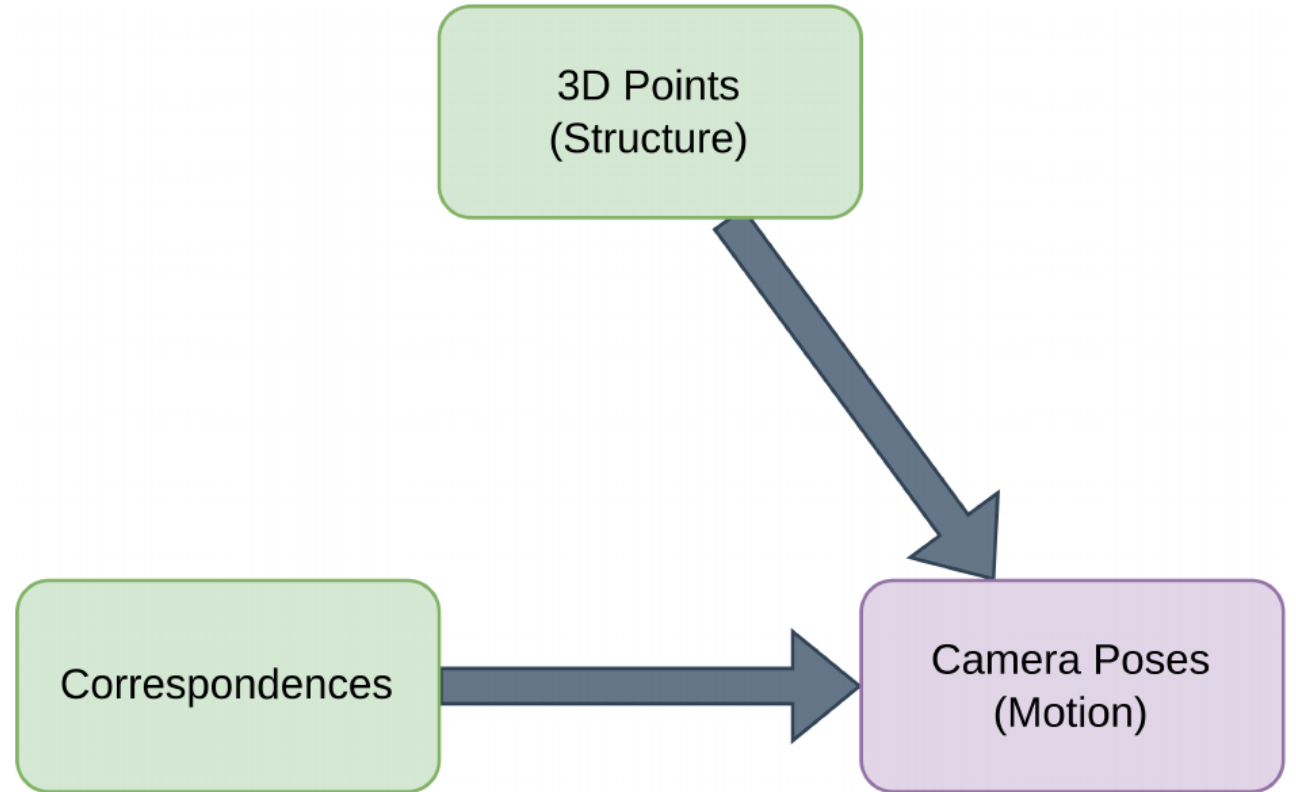 3D Points
(Structure)
Correspondences
Camera Poses
(Motion)